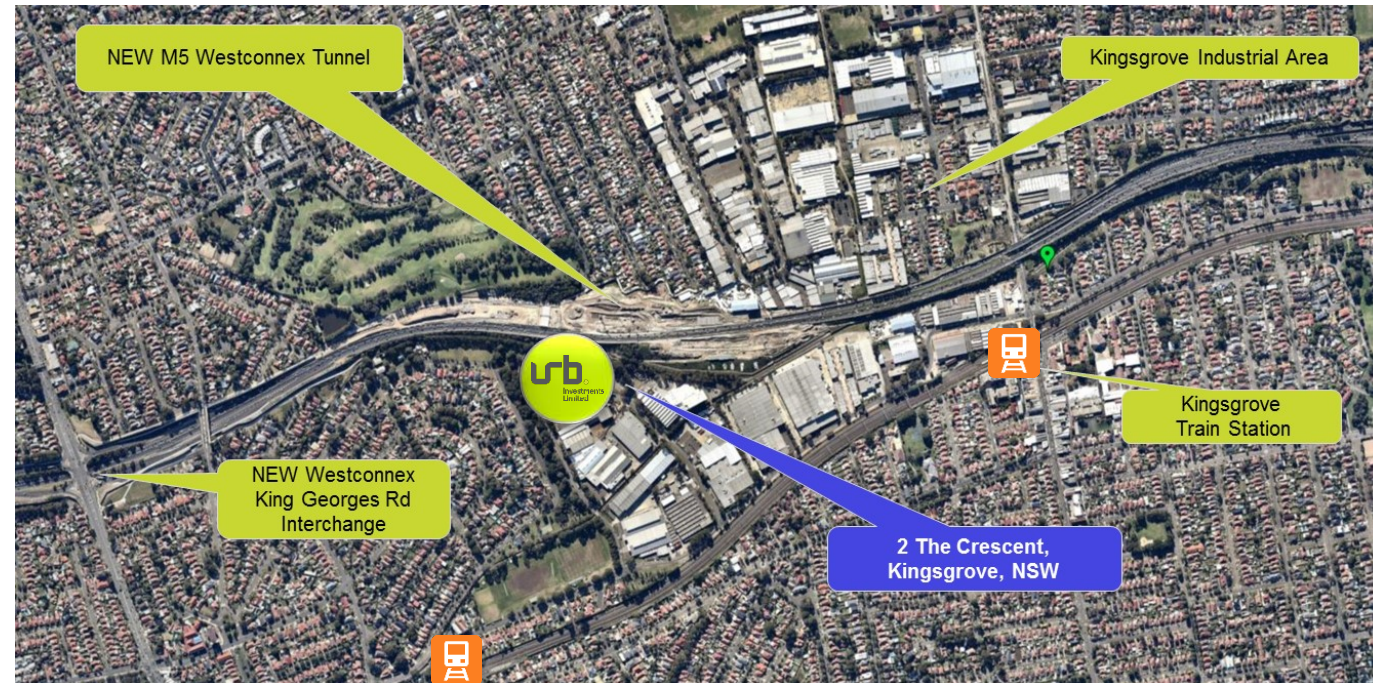 NEW M5 Westconnex Tunnel
Kingsgrove Industrial Area
urb
Investments
Limited
Kingsgrove
Train Station
NEW Westconnex
King Georges Rd
Interchange
2 The Crescent,
Kingsgrove, NSW